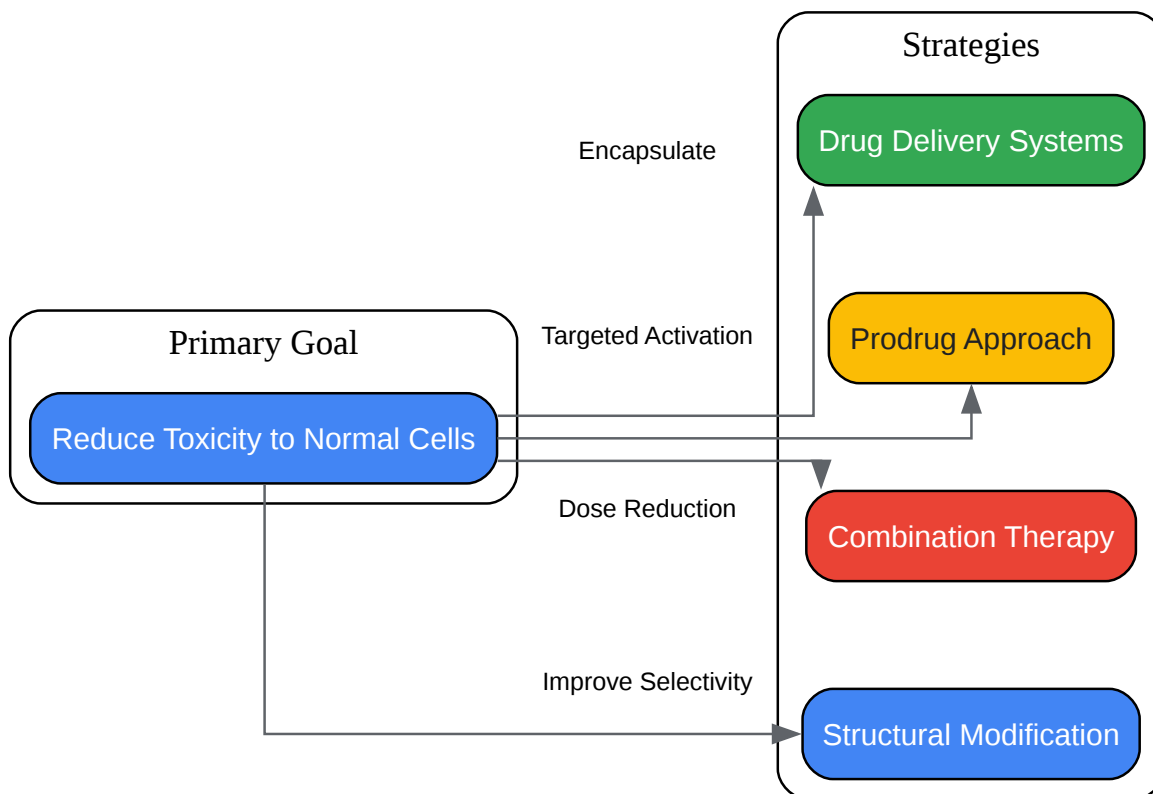 Strategies
Drug Delivery Systems
Encapsulate
Prodrug Approach
Targeted Activation
Primary Goal
Reduce Toxicity to Normal Cells
Dose Reduction
Combination Therapy
Improve Selectivity
Structural Modification